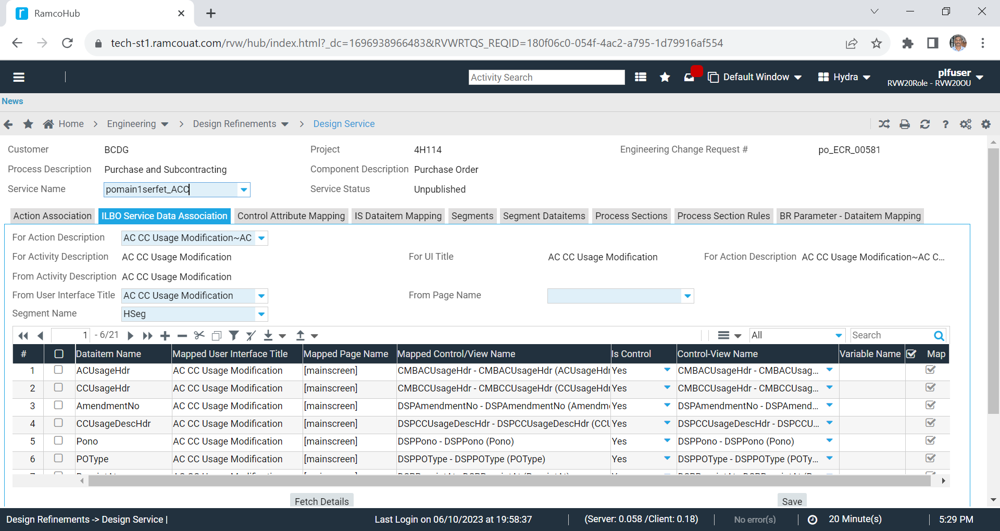 RamcoHub
tech-st1.ramcouat.com/rvw/hub/index.html?_dc=1696938966483&RVWRTQS_REQID=180f06c0-054f-4ac2-a795-1d79916af554
Activity Search
Default Window
Hydra
plfuser
RVW20Role - RVW20OU
News
Home > Engineering > Design Refinements > Design Service
Customer BCDG Project 4H114 Engineering Change Request # po_ECR_00581
Process Description Purchase and Subcontracting Component Description Purchase Order
Service Name pomain1serfet_ACC Service Status Unpublished
Action Association ILBO Service Data Association Control Attribute Mapping IS Dataitem Mapping Segments Segment Dataitems Process Sections Process Section Rules BR Parameter - Dataitem Mapping
For Action Description AC CC Usage Modification~AC
For Activity Description AC CC Usage Modification For UI Title AC CC Usage Modification For Action Description AC CC Usage Modification~AC C...
From Activity Description AC CC Usage Modification
From User Interface Title AC CC Usage Modification From Page Name
Segment Name HSeg
1 - 6/21 All Search
# Dataitem Name Mapped User Interface Title Mapped Page Name Mapped Control/View Name Is Control Control-View Name Variable Name Map
1 ACUsageHdr AC CC Usage Modification [mainscreen] CMBACUsageHdr - CMBACUsageHdr (ACUsageHdr Yes CMBACUsageHdr - CMBACUsag...
2 CCUsageHdr AC CC Usage Modification [mainscreen] CMBCCUsageHdr - CMBCCUsageHdr (CCUsageHdr Yes CMBCCUsageHdr - CMBCCUsag...
3 AmendmentNo AC CC Usage Modification [mainscreen] DSPAmendmentNo - DSPAmendmentNo (Amendm Yes DSPAmendmentNo - DSPAmend...
4 CCUsageDescHdr AC CC Usage Modification [mainscreen] DSPCCUsageDescHdr - DSPCCUsageDescHdr (CCU Yes DSPCCUsageDescHdr - DSPCCU...
5 Pono AC CC Usage Modification [mainscreen] DSPPono - DSPPono (Pono) Yes DSPPono - DSPPono (Pono)
6 POType AC CC Usage Modification [mainscreen] DSPPOType - DSPPOType (POType) Yes DSPPOType - DSPPOType (POTy...
Fetch Details Save
Design Refinements -> Design Service | Last Login on 06/10/2023 at 19:58:37 (Server: 0.058 /Client: 0.18) No error(s) 20 Minute(s) 5:29 PM